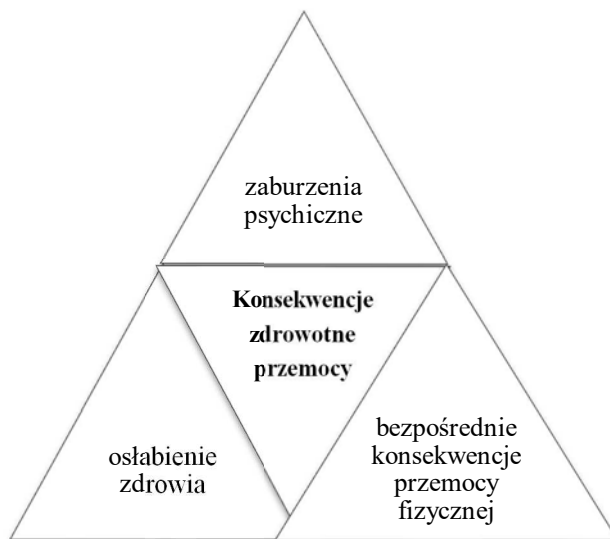 zaburzenia
psychiczne
Konsekwencje
zdrowotne
przemocy
osłabienie
zdrowia
bezpośrednie
konsekwencje
przemocy
fizycznej